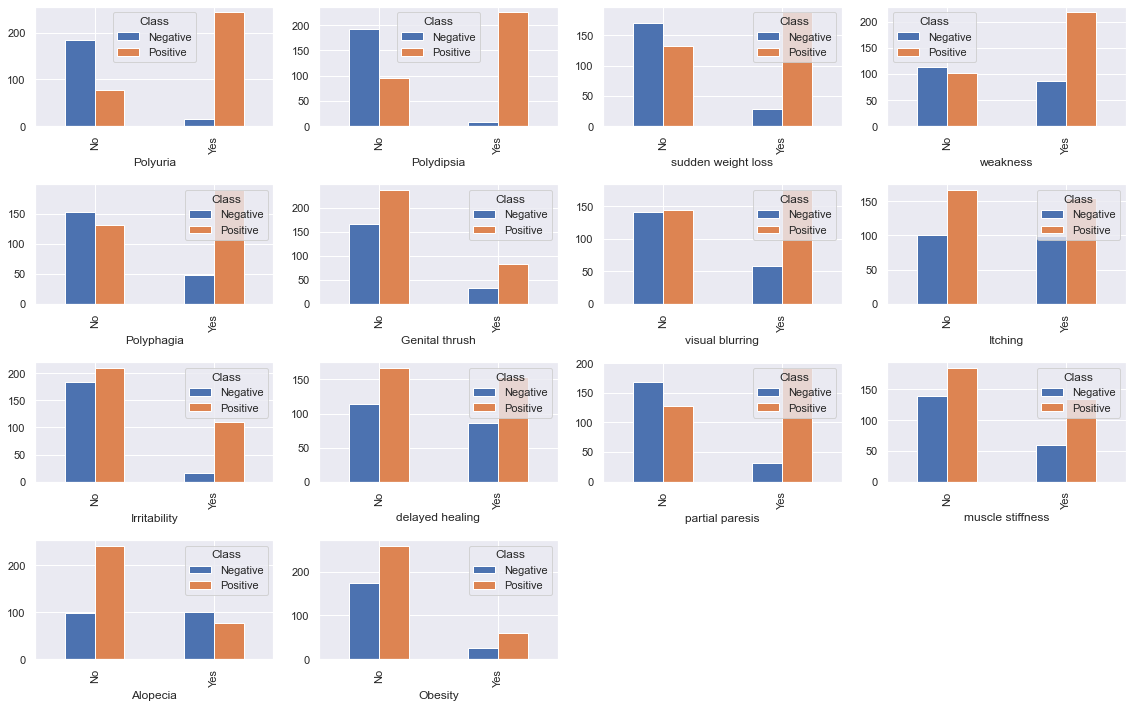 Class
Negative
Positive
200
100
0
No
Yes
Polyuria
Class
Negative
Positive
200
150
100
50
0
No
Yes
Polydipsia
Class
Negative
Positive
150
100
50
0
No
Yes
sudden weight loss
Class
Negative
Positive
200
150
100
50
0
No
Yes
weakness
Class
Negative
Positive
150
100
50
0
No
Yes
Polyphagia
Class
Negative
Positive
200
150
100
50
0
No
Yes
Genital thrush
Class
Negative
Positive
150
100
50
0
No
Yes
visual blurring
Class
Negative
Positive
150
100
50
0
No
Yes
Itching
Class
Negative
Positive
200
150
100
50
0
No
Yes
Irritability
Class
Negative
Positive
150
100
50
0
No
Yes
delayed healing
Class
Negative
Positive
200
150
100
50
0
No
Yes
partial paresis
Class
Negative
Positive
150
100
50
0
No
Yes
muscle stiffness
Class
Negative
Positive
200
100
0
No
Yes
Alopecia
Class
Negative
Positive
200
100
0
No
Yes
Obesity